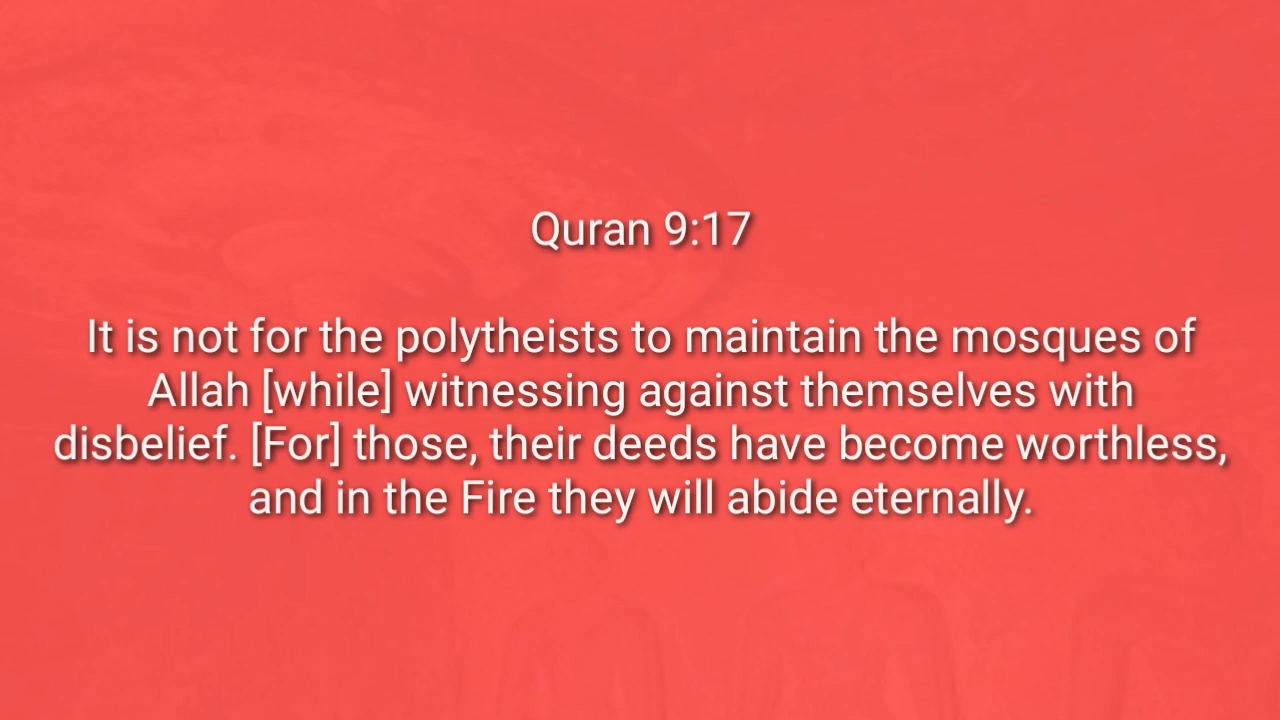 Quran 9:17
It is not for the polytheists to maintain the mosques of
Allah [while] witnessing against themselves with
disbelief. [For] those, their deeds have become worthless,
and in the Fire they will abide eternally.